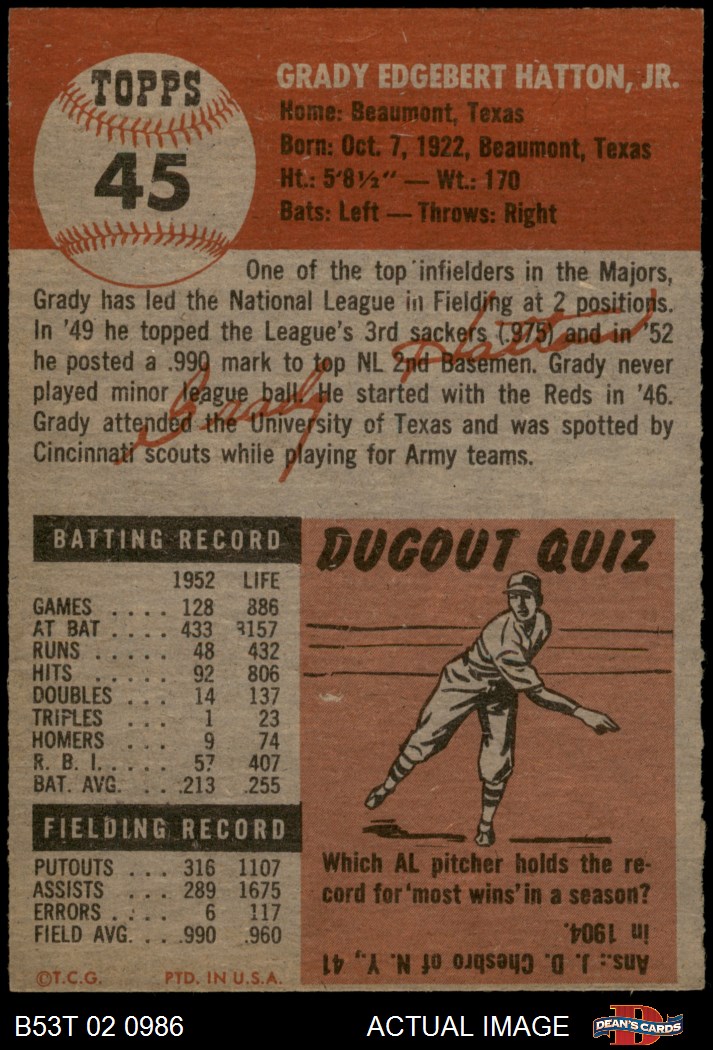 TOPPS
45
GRADY EDGEBERT HATTON, JR.
Home: Beaumont, Texas
Born: Oct. 7, 1922, Beaumont, Texas
Ht.: 5'8½" — Wt.: 170
Bats: Left — Throws: Right
One of the top infielders in the Majors,
Grady has led the National League in Fielding at 2 positions.
In '49 he topped the League's 3rd sackers (.975) and in '52
he posted a .990 mark to top NL 2nd Basemen. Grady never
played minor league ball. He started with the Reds in '46.
Grady attended the University of Texas and was spotted by
Cincinnati scouts while playing for Army teams.
Grady Hatton
BATTING RECORD
1952 LIFE
GAMES .... 128 886
AT BAT .... 433 3157
RUNS ..... 48 432
HITS ..... 92 806
DOUBLES .... 14 137
TRIPLES .... 1 23
HOMERS .... 9 74
R. B. I. .... 57 407
BAT. AVG. ... .213 .255
FIELDING RECORD
PUTOUTS ... 316 1107
ASSISTS .... 289 1675
ERRORS .... 6 117
FIELD AVG. ... .990 .960
©T.C.G. PTD. IN U.S.A.
DUGOUT QUIZ
Which AL pitcher holds the re-
cord for 'most wins' in a season?
Ans.: J. D. Chesbro of N. Y., 41
in 1904.
B53T 02 0986 ACTUAL IMAGE
D
DEAN'S CARDS